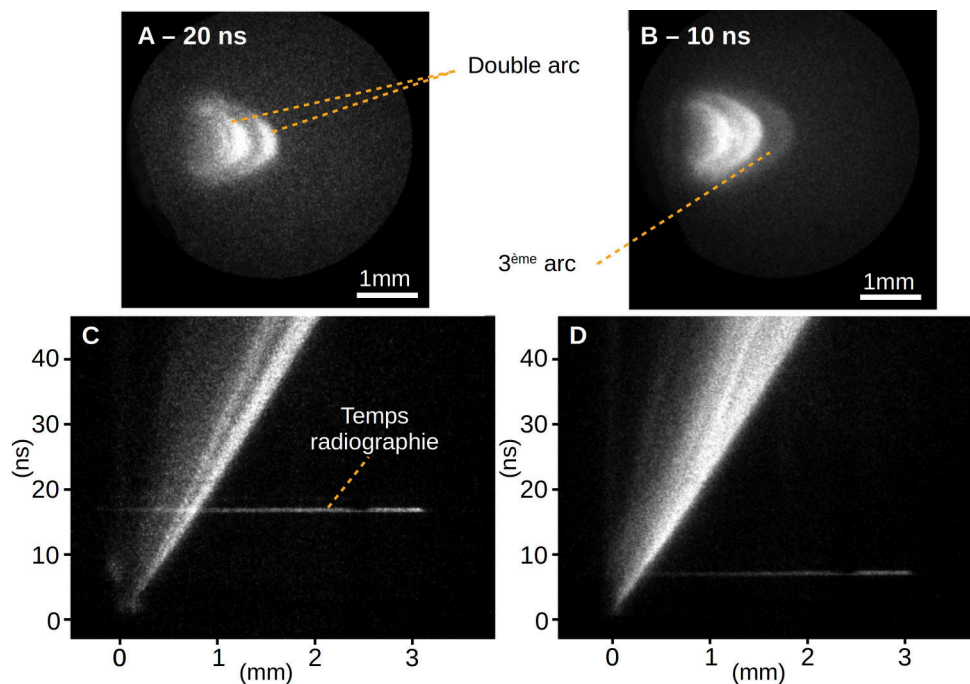 A – 20 ns
B – 10 ns
Double arc
3ème arc
1mm
1mm
C
D
Temps
radiographie
(ns)
40
30
20
10
0
(ns)
40
30
20
10
0
0 1 2 3
(mm)
0 1 2 3
(mm)